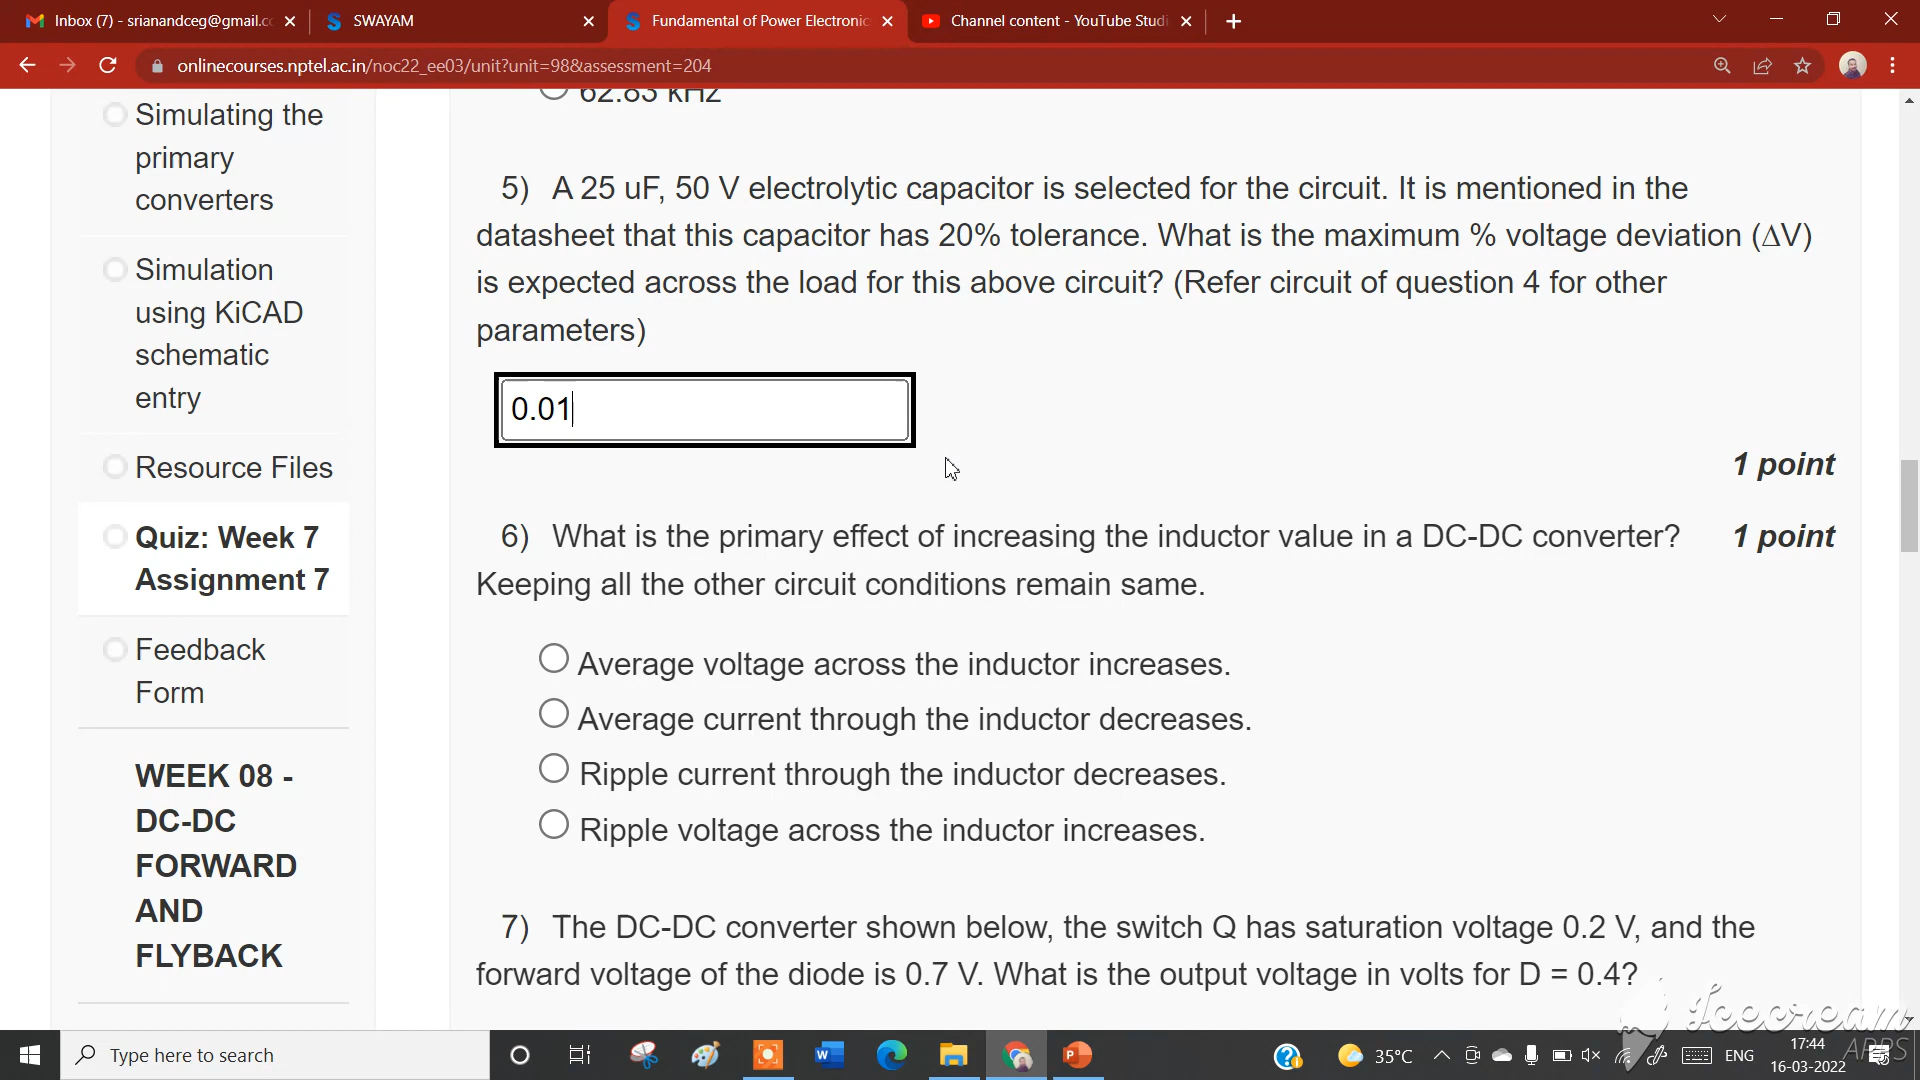 Inbox (7) - srianandceg@gmail.co
SWAYAM
Fundamental of Power Electronic
Channel content - YouTube Studi
onlinecourses.nptel.ac.in/noc22_ee03/unit?unit=98&assessment=204
Simulating the
primary
converters
Simulation
using KiCAD
schematic
entry
Resource Files
Quiz: Week 7
Assignment 7
Feedback
Form
WEEK 08 -
DC-DC
FORWARD
AND
FLYBACK
62.83 kHz
5) A 25 uF, 50 V electrolytic capacitor is selected for the circuit. It is mentioned in the
datasheet that this capacitor has 20% tolerance. What is the maximum % voltage deviation (ΔV)
is expected across the load for this above circuit? (Refer circuit of question 4 for other
parameters)
0.01
1 point
6) What is the primary effect of increasing the inductor value in a DC-DC converter? 1 point
Keeping all the other circuit conditions remain same.
Average voltage across the inductor increases.
Average current through the inductor decreases.
Ripple current through the inductor decreases.
Ripple voltage across the inductor increases.
7) The DC-DC converter shown below, the switch Q has saturation voltage 0.2 V, and the
forward voltage of the diode is 0.7 V. What is the output voltage in volts for D = 0.4?
Icecream
APPS
Type here to search
35°C
ENG
17:44
16-03-2022